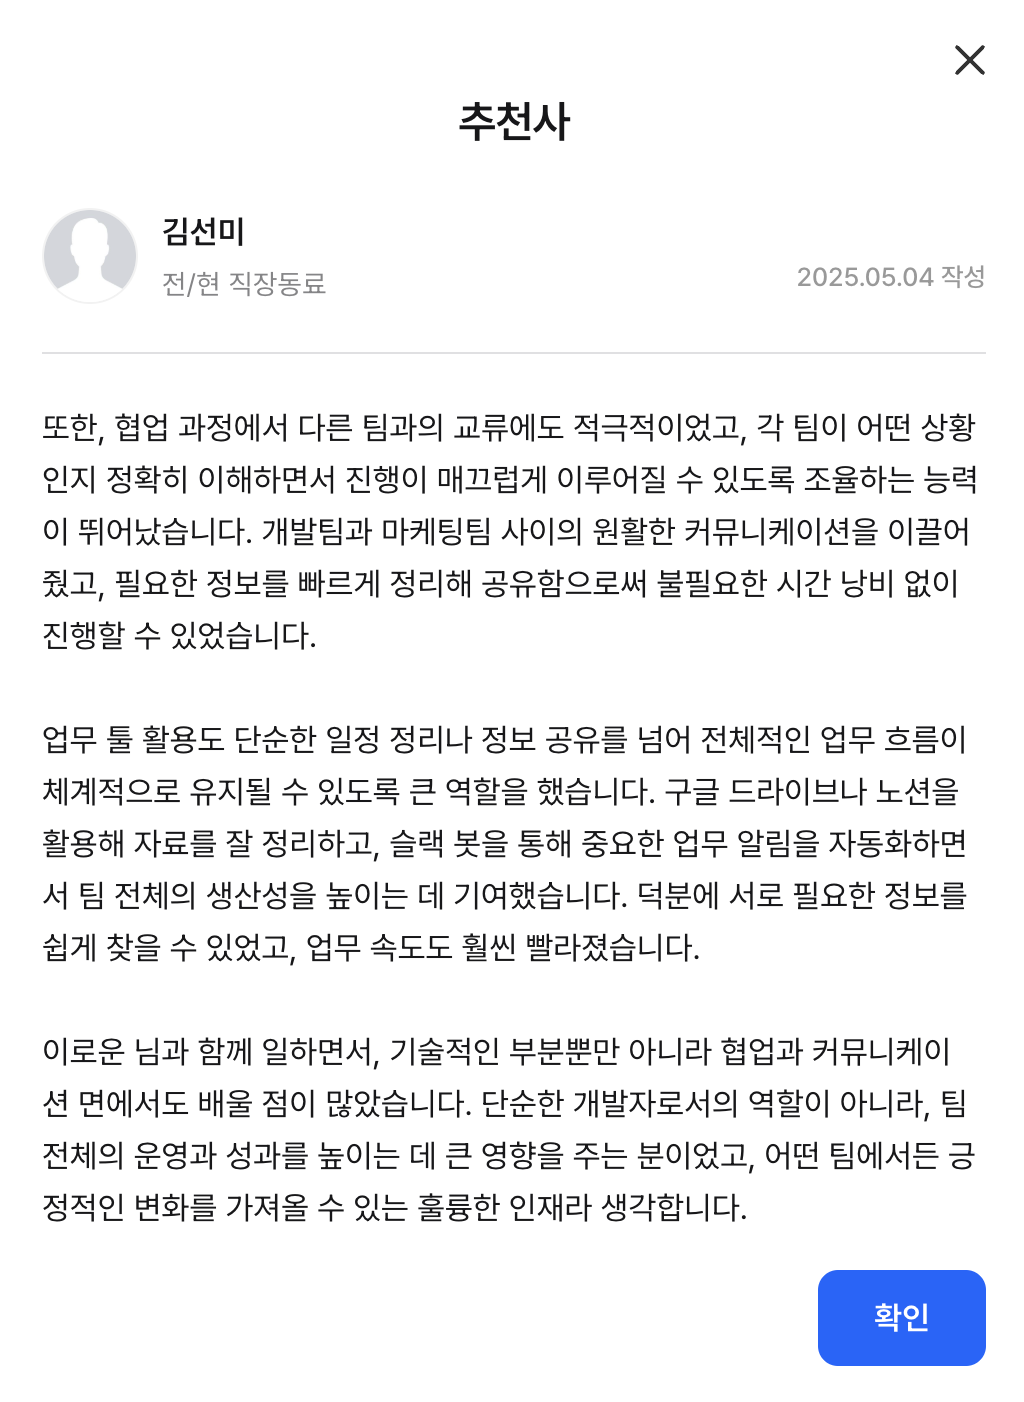 추천사
김선미
전/현 직장동료
2025.05.04 작성
또한, 협업 과정에서 다른 팀과의 교류에도 적극적이었고, 각 팀이 어떤 상황
인지 정확히 이해하면서 진행이 매끄럽게 이루어질 수 있도록 조율하는 능력
이 뛰어났습니다. 개발팀과 마케팅팀 사이의 원활한 커뮤니케이션을 이끌어
줬고, 필요한 정보를 빠르게 정리해 공유함으로써 불필요한 시간 낭비 없이
진행할 수 있었습니다.
업무 툴 활용도 단순한 일정 정리나 정보 공유를 넘어 전체적인 업무 흐름이
체계적으로 유지될 수 있도록 큰 역할을 했습니다. 구글 드라이브나 노션을
활용해 자료를 잘 정리하고, 슬랙 봇을 통해 중요한 업무 알림을 자동화하면
서 팀 전체의 생산성을 높이는 데 기여했습니다. 덕분에 서로 필요한 정보를
쉽게 찾을 수 있었고, 업무 속도도 훨씬 빨라졌습니다.
이로운 님과 함께 일하면서, 기술적인 부분뿐만 아니라 협업과 커뮤니케이
션 면에서도 배울 점이 많았습니다. 단순한 개발자로서의 역할이 아니라, 팀
전체의 운영과 성과를 높이는 데 큰 영향을 주는 분이었고, 어떤 팀에서든 긍
정적인 변화를 가져올 수 있는 훌륭한 인재라 생각합니다.
확인